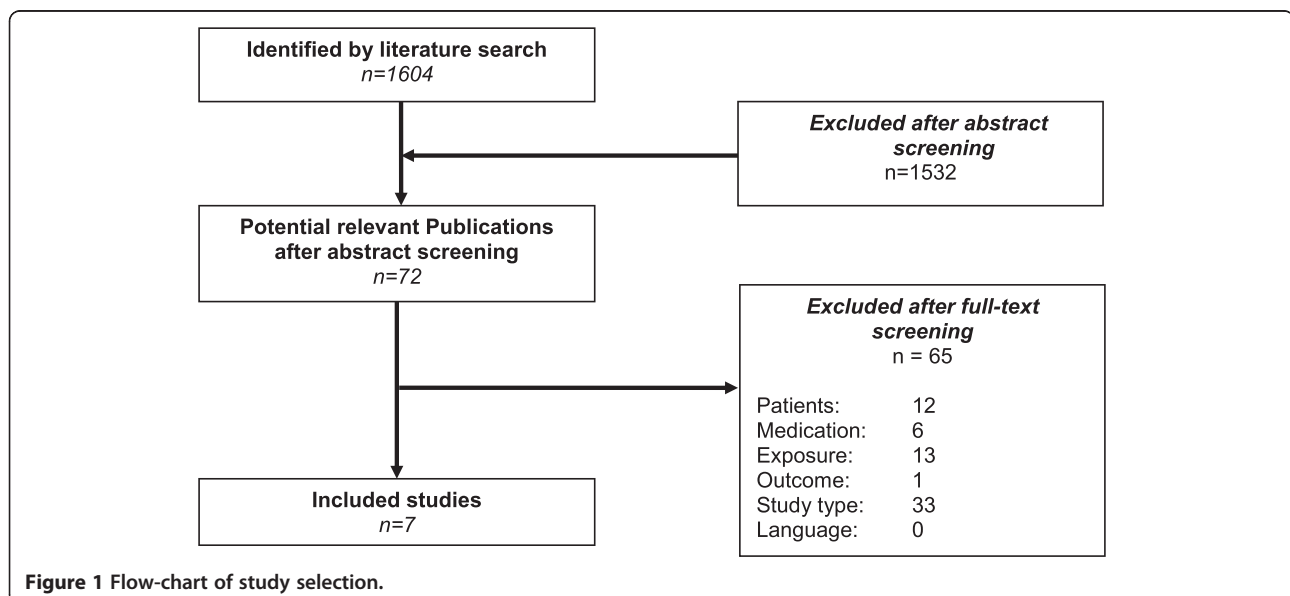 Identified by literature search
n=1604
Excluded after abstract
screening
n=1532
Potential relevant Publications
after abstract screening
n=72
Excluded after full-text
screening
n = 65
Patients: 12
Medication: 6
Exposure: 13
Outcome: 1
Study type: 33
Language: 0
Included studies
n=7
Figure 1 Flow-chart of study selection.